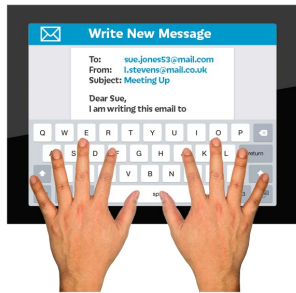 Write New Message
To: sue.jones53@mail.com
From: l.stevens@mail.co.uk
Subject: Meeting Up
Dear Sue,
I am writing this email to
Q W E R T Y U I O P
S D F G H K L return
V B N
sp